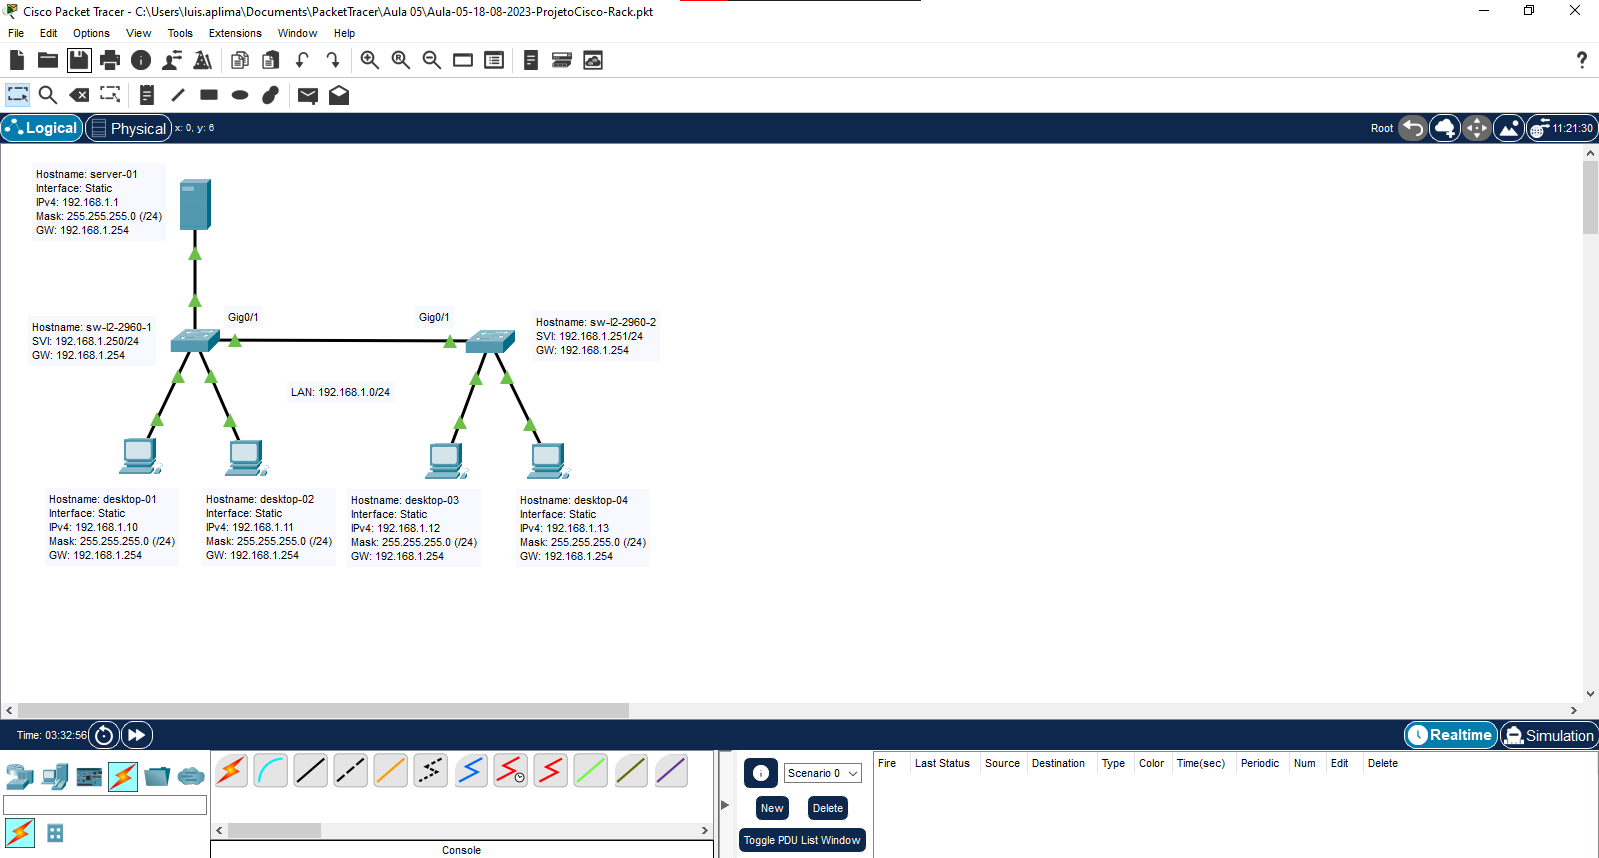 Cisco Packet Tracer - C:\Users\luis.aplima\Documents\PacketTracer\Aula 05\Aula-05-18-08-2023-ProjetoCisco-Rack.pkt
File Edit Options View Tools Extensions Window Help
Logical Physical x: 0, y: 6 Root 11:21:30
Hostname: server-01
Interface: Static
IPv4: 192.168.1.1
Mask: 255.255.255.0 (/24)
GW: 192.168.1.254
Gig0/1
Gig0/1
Hostname: sw-l2-2960-1
SVI: 192.168.1.250/24
GW: 192.168.1.254
Hostname: sw-l2-2960-2
SVI: 192.168.1.251/24
GW: 192.168.1.254
LAN: 192.168.1.0/24
Hostname: desktop-01
Interface: Static
IPv4: 192.168.1.10
Mask: 255.255.255.0 (/24)
GW: 192.168.1.254
Hostname: desktop-02
Interface: Static
IPv4: 192.168.1.11
Mask: 255.255.255.0 (/24)
GW: 192.168.1.254
Hostname: desktop-03
Interface: Static
IPv4: 192.168.1.12
Mask: 255.255.255.0 (/24)
GW: 192.168.1.254
Hostname: desktop-04
Interface: Static
IPv4: 192.168.1.13
Mask: 255.255.255.0 (/24)
GW: 192.168.1.254
Time: 03:32:56 Realtime Simulation
Scenario 0
New Delete
Toggle PDU List Window
Fire Last Status Source Destination Type Color Time(sec) Periodic Num Edit Delete
Console